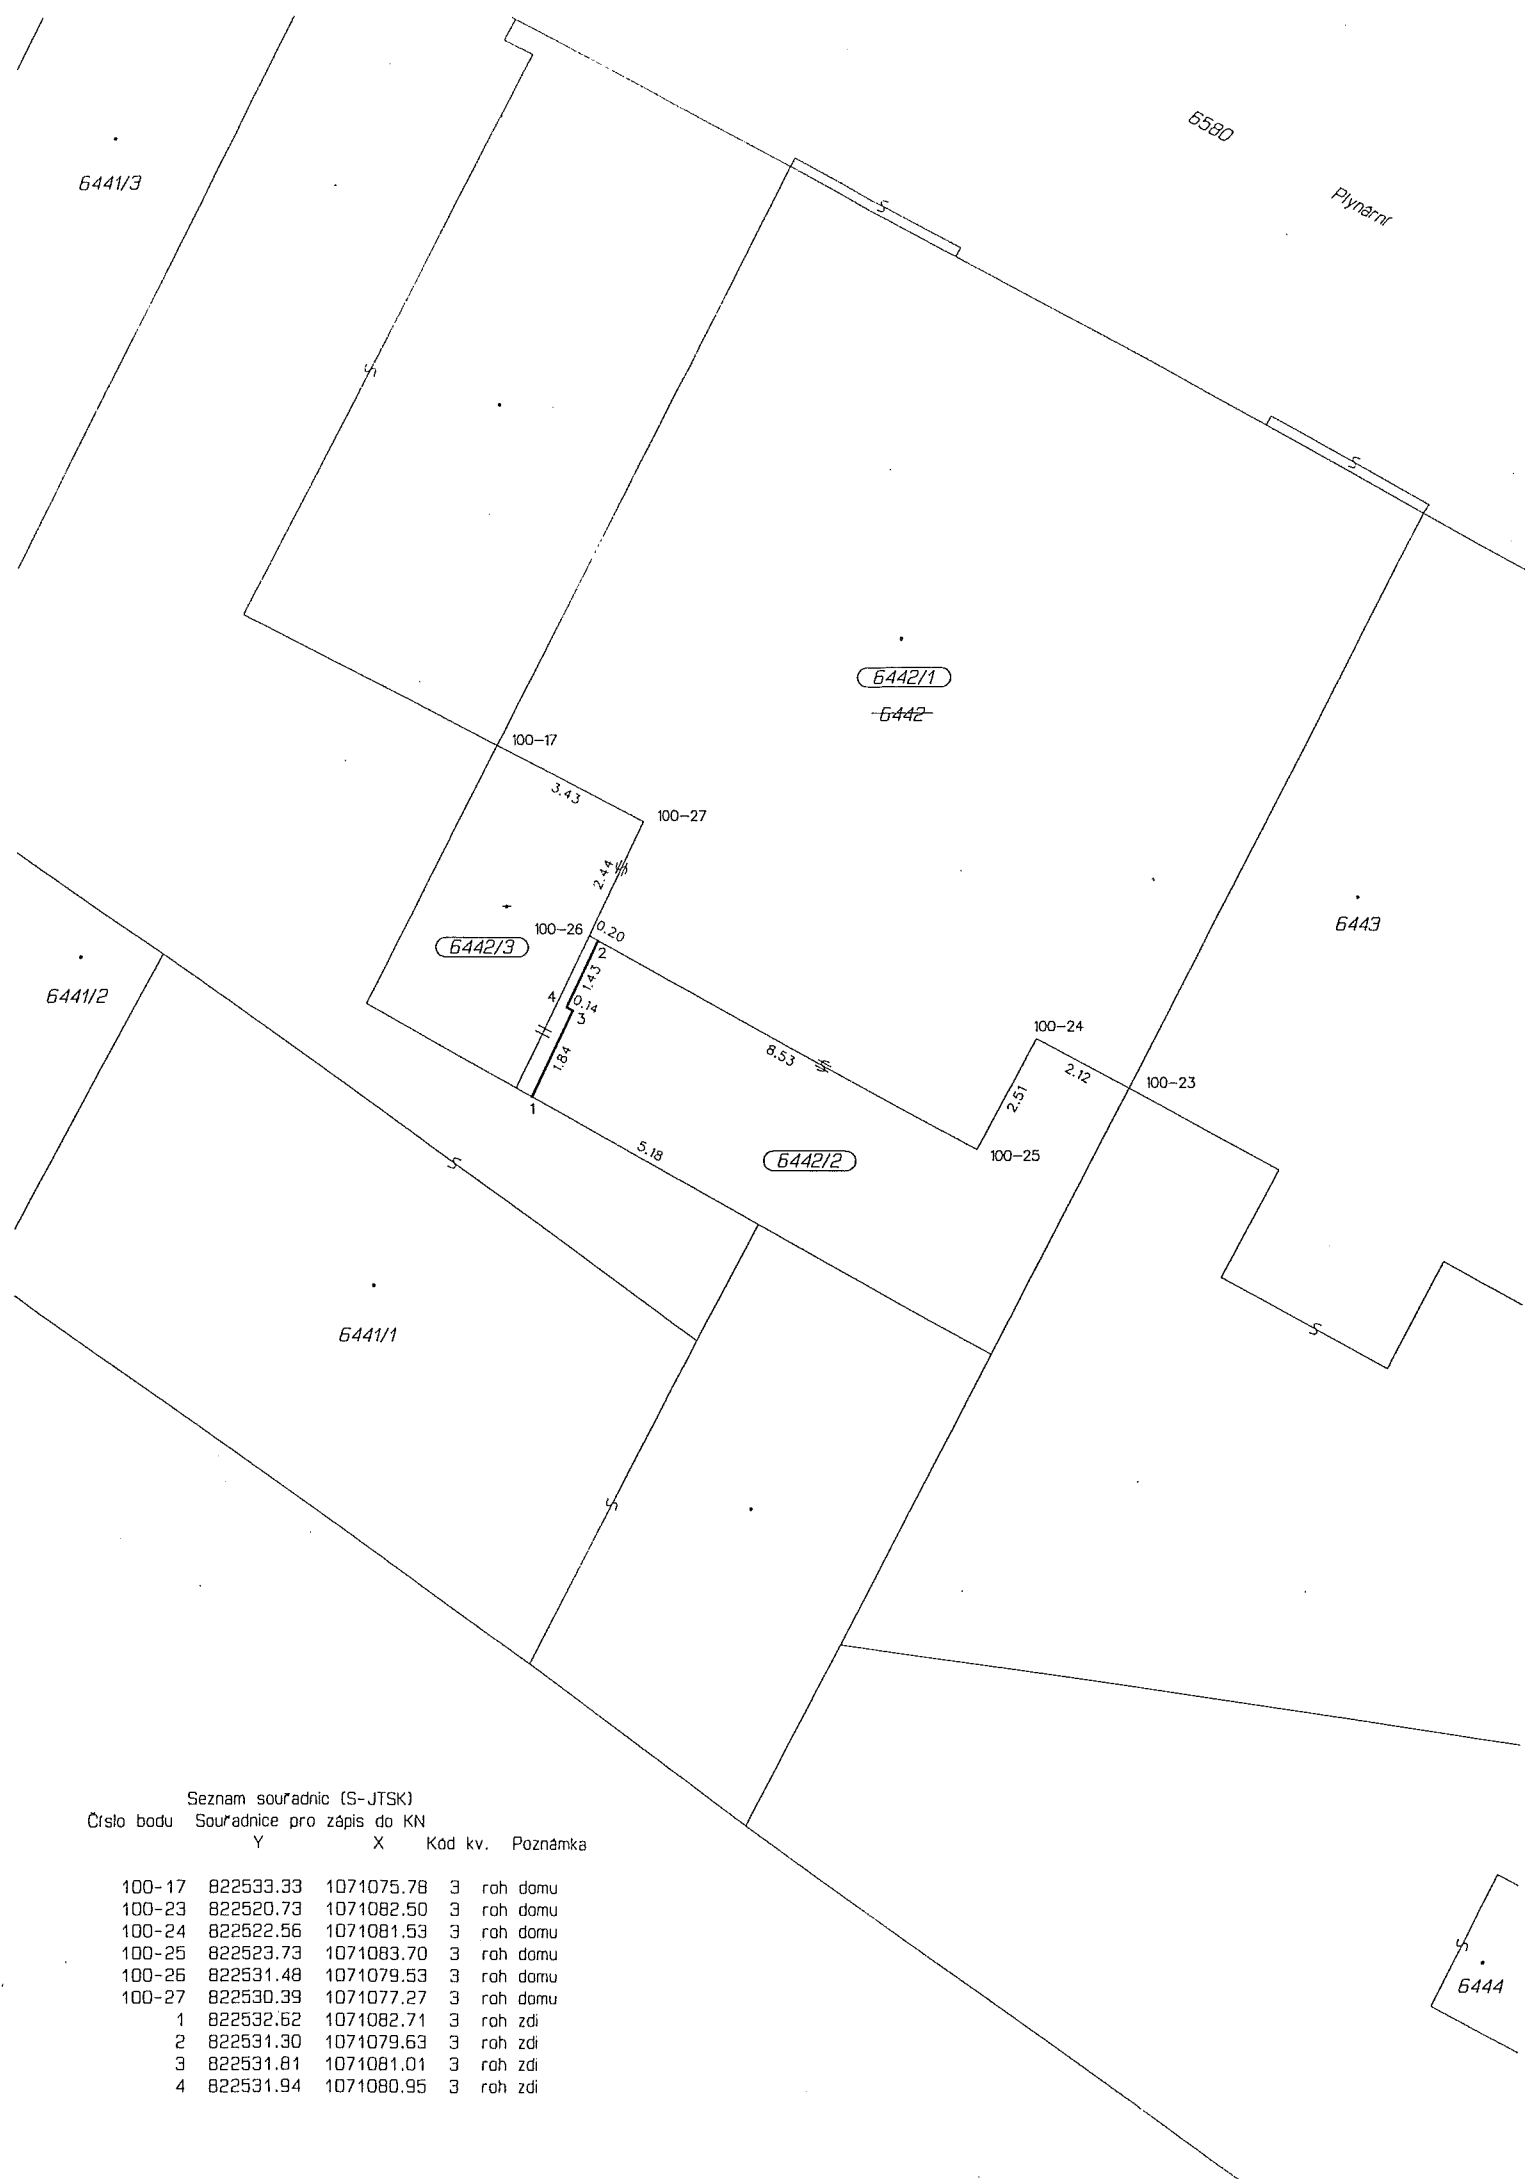 6580
Plynární
6441/3
S
S
S
6442/1
6442
100-17
3.43
100-27
2.44
S
6443
100-26
0.20
6442/3
2
1.43
4
0.14
3
1.84
1
6441/2
8.53
S
100-24
2.12
100-23
2.51
100-25
5.18
6442/2
S
6441/1
S
S
Seznam souřadnic (S-JTSK)
Číslo bodu Souřadnice pro zápis do KN
Y X Kód kv. Poznámka
100-17 822533.33 1071075.78 3 roh domu
100-23 822520.73 1071082.50 3 roh domu
100-24 822522.56 1071081.53 3 roh domu
100-25 822523.73 1071083.70 3 roh domu
100-26 822531.48 1071079.53 3 roh domu
100-27 822530.39 1071077.27 3 roh domu
1 822532.62 1071082.71 3 roh zdi
2 822531.30 1071079.63 3 roh zdi
3 822531.81 1071081.01 3 roh zdi
4 822531.94 1071080.95 3 roh zdi
S
6444